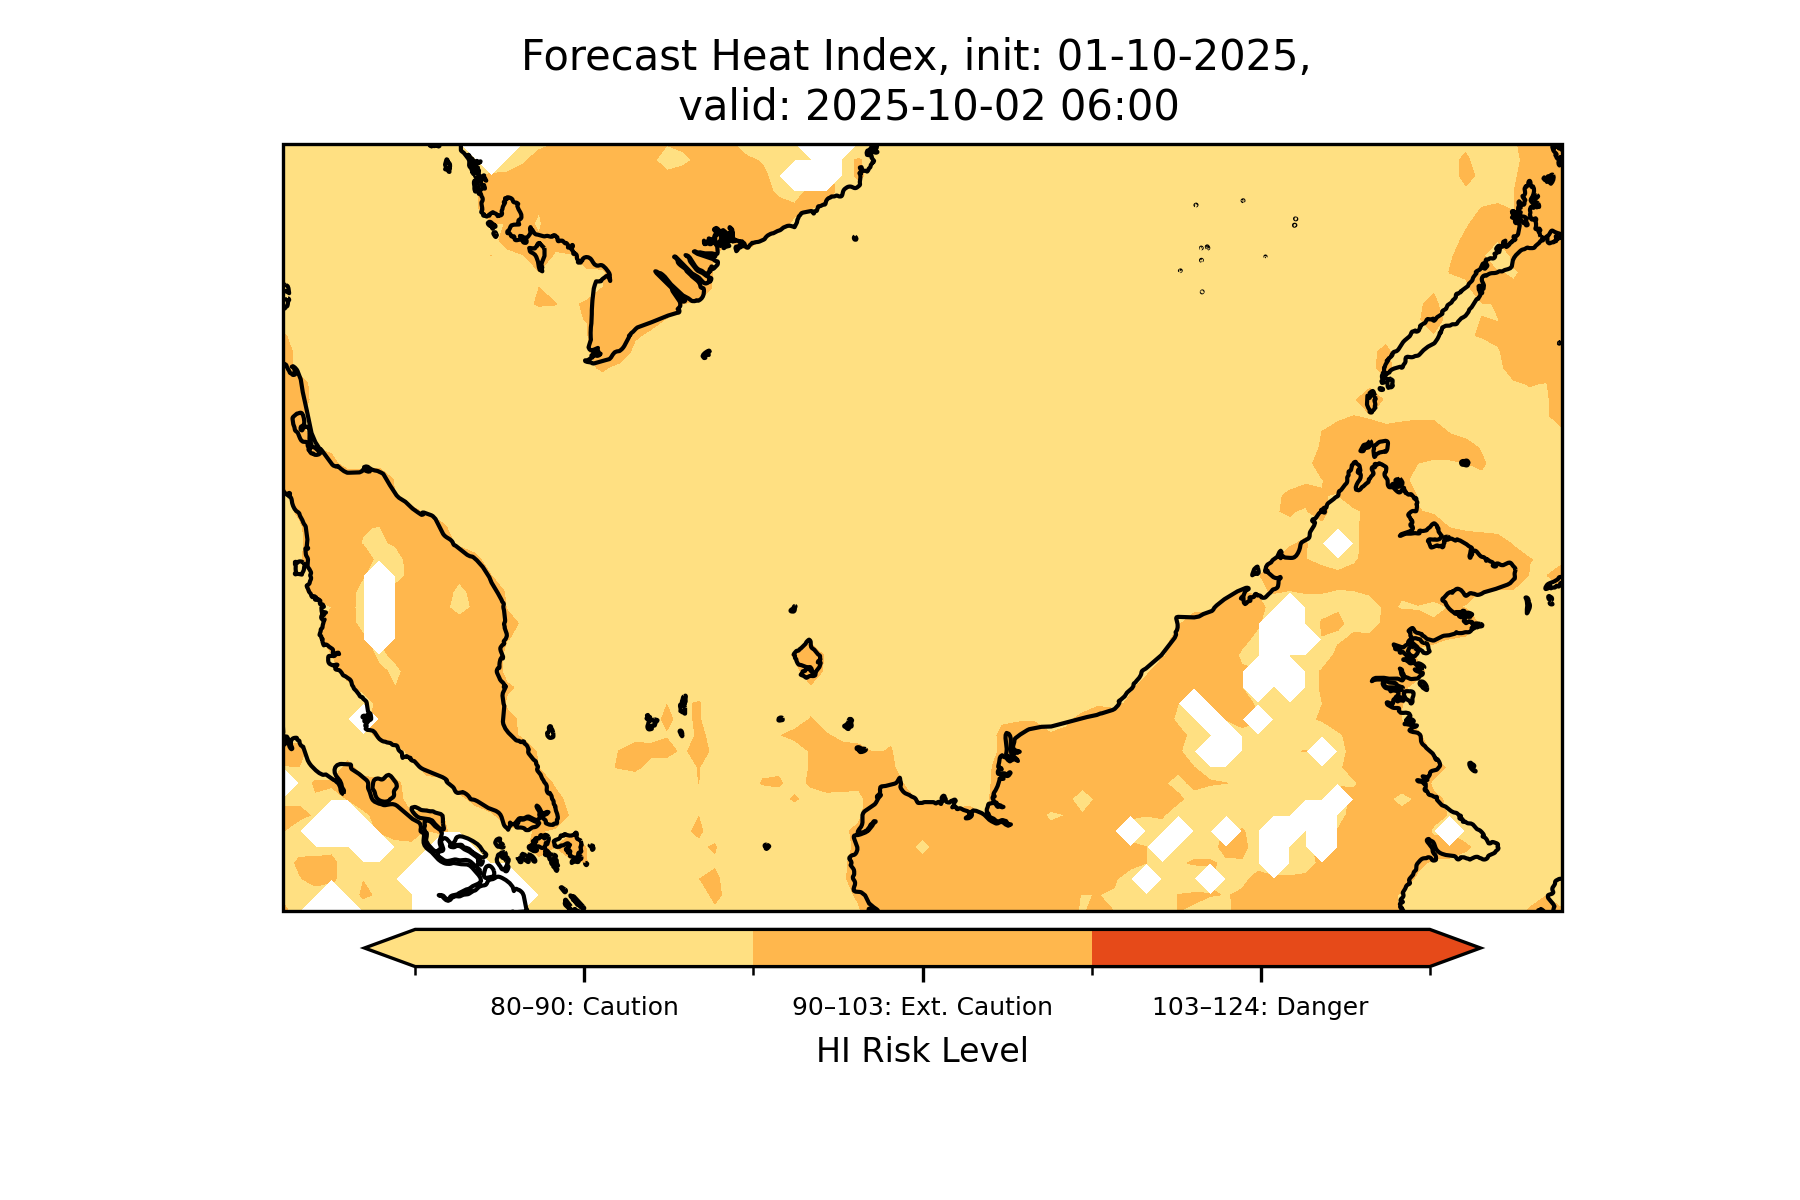 Forecast Heat Index, init: 01-10-2025,
valid: 2025-10-02 06:00
80–90: Caution
90–103: Ext. Caution
103–124: Danger
HI Risk Level